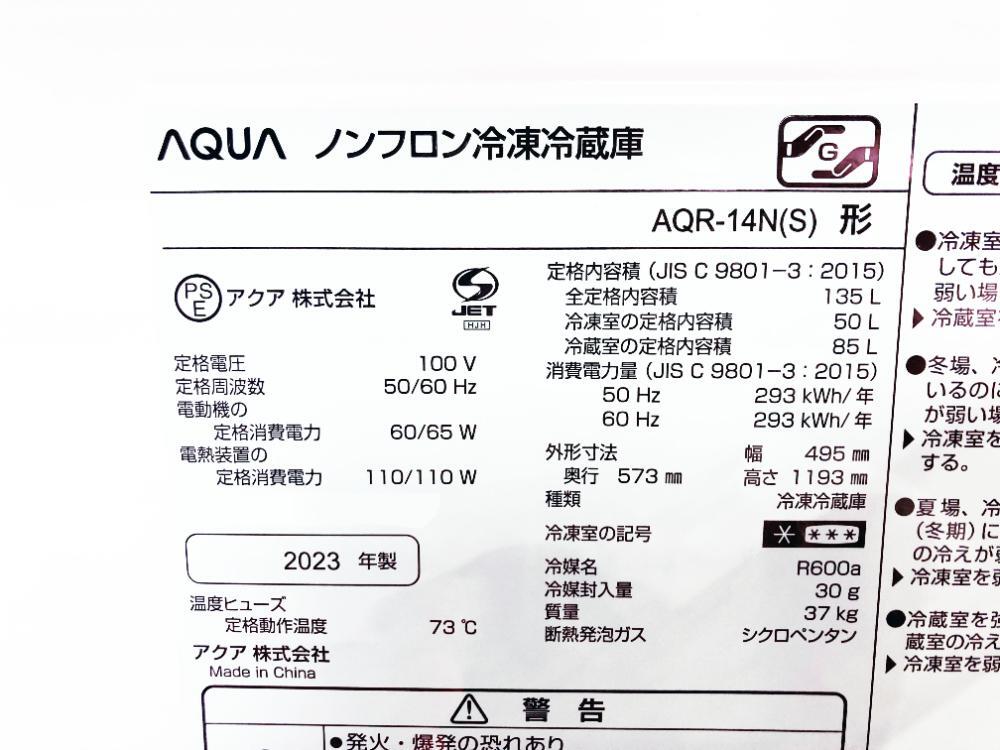 AQUA ノンフロン冷凍冷蔵庫
G
AQR-14N(S) 形
PSE アクア 株式会社
JET
HJH
定格電圧 100 V
定格周波数 50/60 Hz
電動機の
定格消費電力 60/65 W
電熱装置の
定格消費電力 110/110 W
2023 年製
温度ヒューズ
定格動作温度 73 ℃
アクア 株式会社
Made in China
定格内容積 (JIS C 9801-3 : 2015)
全定格内容積 135 L
冷凍室の定格内容積 50 L
冷蔵室の定格内容積 85 L
消費電力量 (JIS C 9801-3 : 2015)
50 Hz 293 kWh/年
60 Hz 293 kWh/年
外形寸法 幅 495 ㎜
奥行 573 ㎜ 高さ 1193 ㎜
種類 冷凍冷蔵庫
冷凍室の記号 * ***
冷媒名 R600a
冷媒封入量 30 g
質量 37 kg
断熱発泡ガス シクロペンタン
⚠ 警告
●発火・爆発の恐れあり
温度
●冷凍室
しても
弱い場
▶冷蔵室を
●冬場、冷
いるのに
が弱い場
▶冷凍室を
する。
●夏場、冷
(冬期)に
の冷えが弱
▶冷凍室を弱
●冷蔵室を強
蔵室の冷え
▶冷凍室を弱